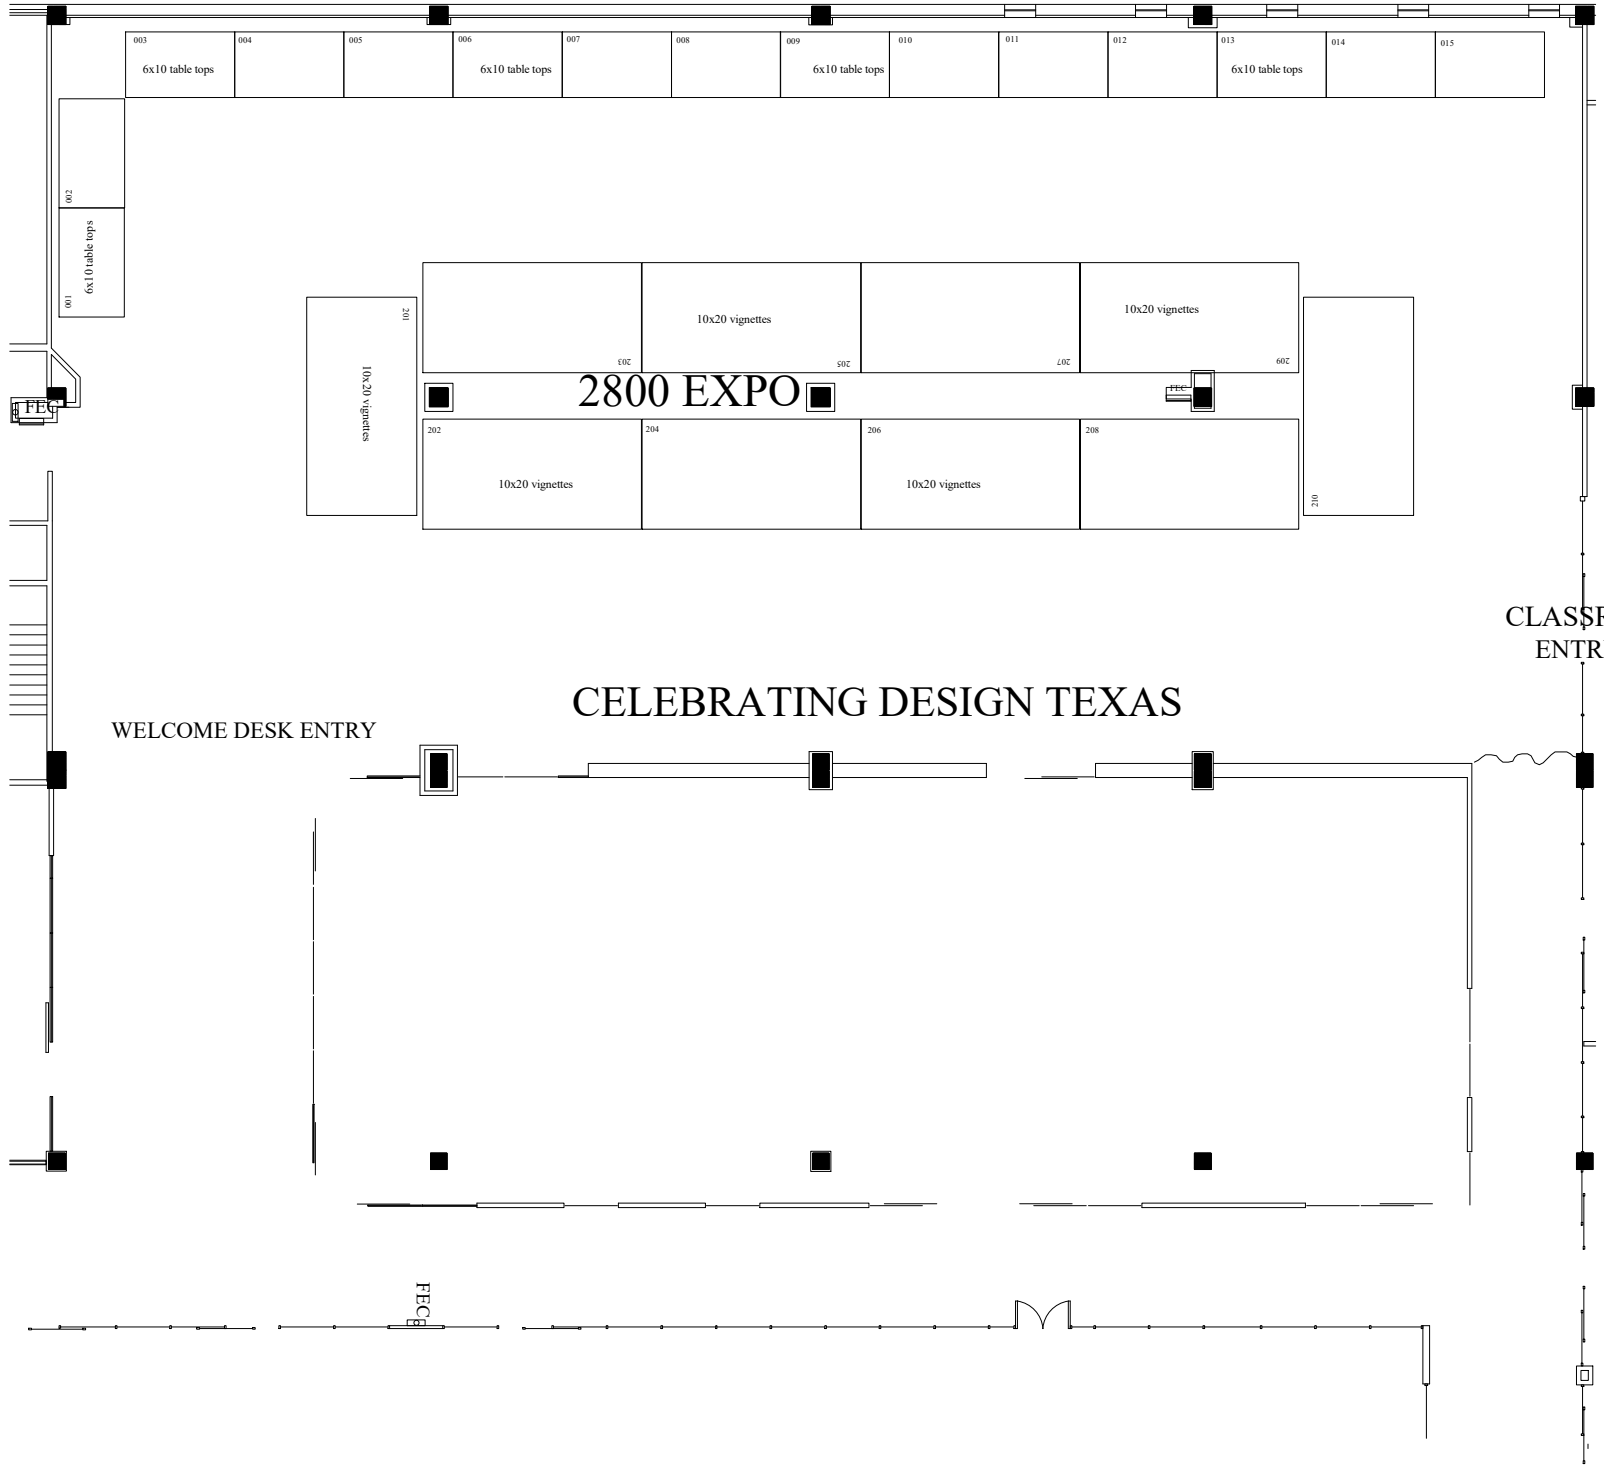 003
004
005
006
007
008
009
010
011
012
013
014
015
6x10 table tops
6x10 table tops
6x10 table tops
6x10 table tops
002
6x10 table tops
001
201
10x20 vignettes
10x20 vignettes
10x20 vignettes
203
205
207
209
2800 EXPO
FEC
FEC
202
204
206
208
10x20 vignettes
10x20 vignettes
210
CLASSR
ENTR
CELEBRATING DESIGN TEXAS
WELCOME DESK ENTRY
FEC